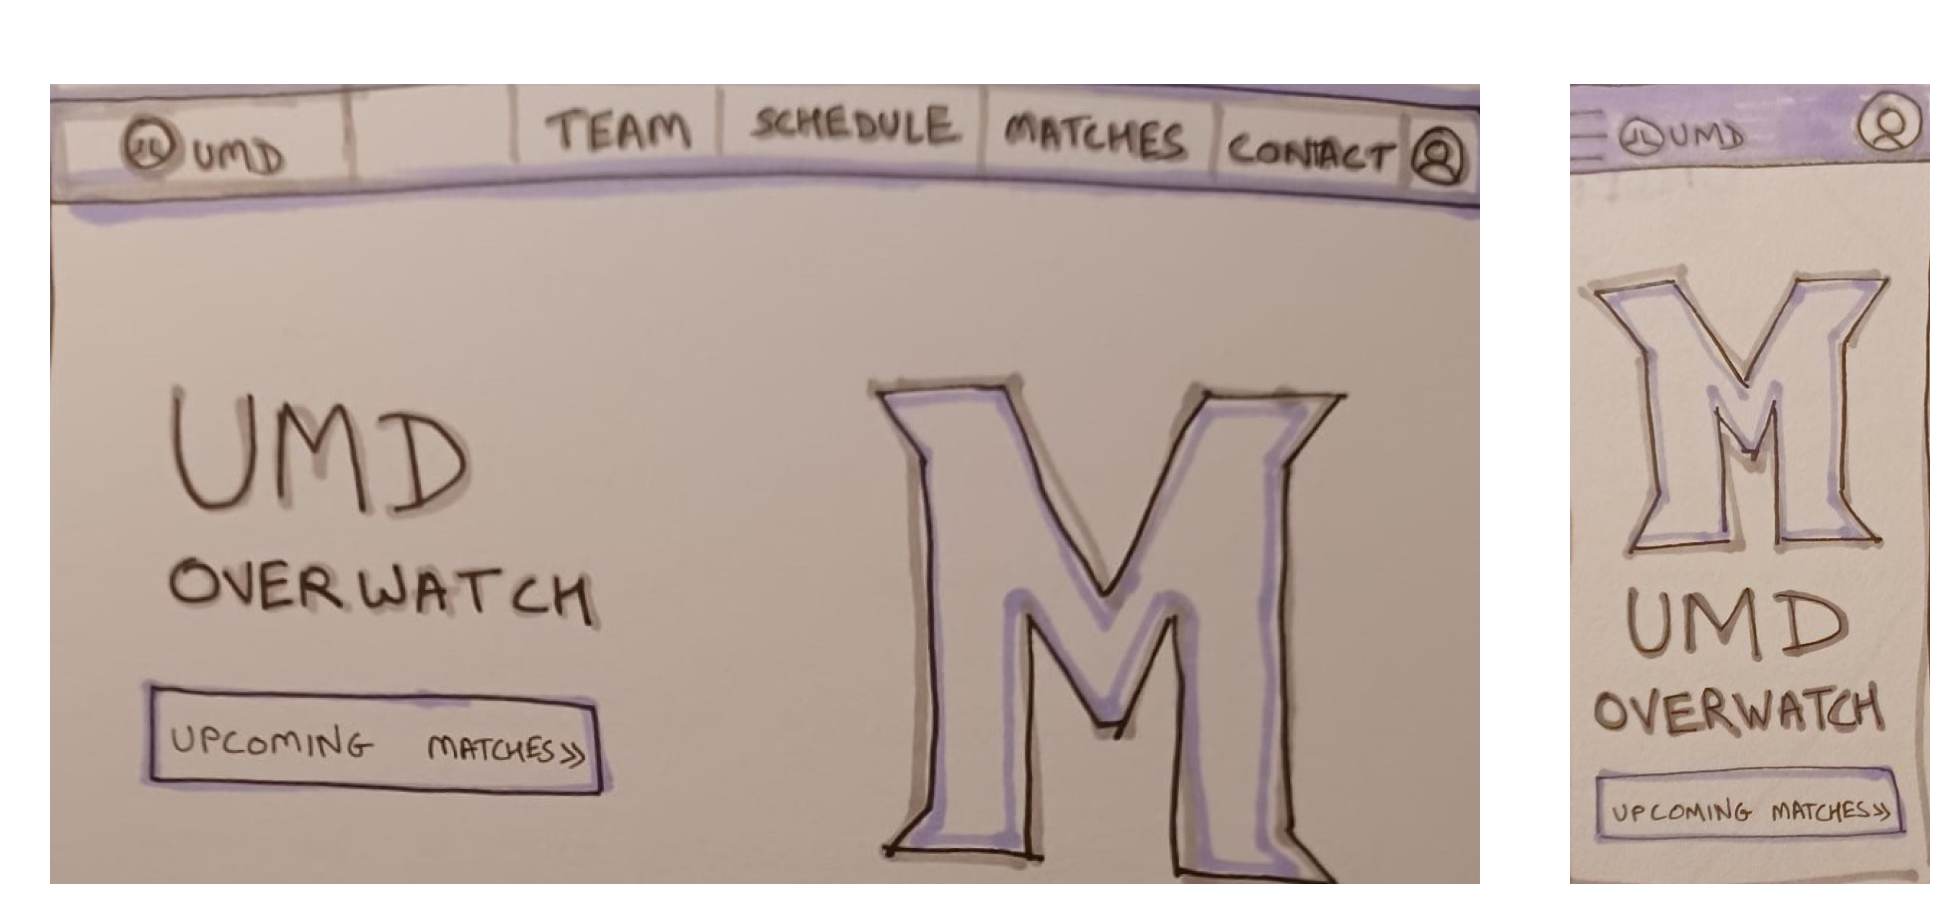 UMD TEAM SCHEDULE MATCHES CONTACT
UMD
OVERWATCH
UPCOMING MATCHES»
UMD
M
UMD
OVERWATCH
UPCOMING MATCHES»
M